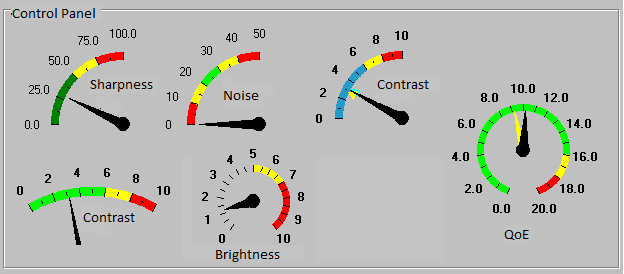 Control Panel
0.0 25.0 50.0 75.0 100.0
Sharpness
0 10 20 30 40 50
Noise
0 2 4 6 8 10
Contrast
0 2 4 6 8 10
Contrast
0 1 2 3 4 5 6 7 8 9 10
Brightness
0.0 2.0 4.0 6.0 8.0 10.0 12.0 14.0 16.0 18.0 20.0
QoE